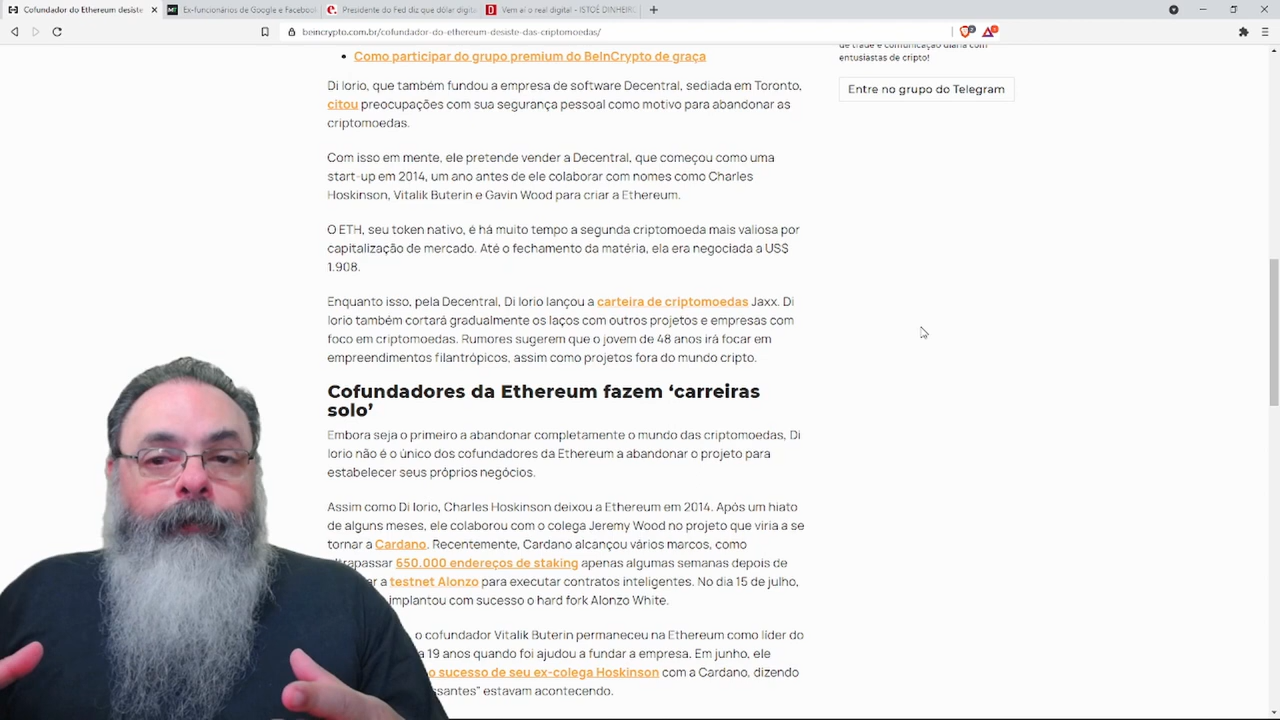 Cofundador do Ethereum desiste
Ex-funcionários de Google e Facebook
Presidente do Fed diz que dólar digita
Vem aí o real digital - ISTOÉ DINHEIRO
beincrypto.com.br/cofundador-do-ethereum-desiste-das-criptomoedas/
de trade e comunicação diária com
entusiastas de cripto!
Entre no grupo do Telegram
Como participar do grupo premium do BeInCrypto de graça
Di Iorio, que também fundou a empresa de software Decentral, sediada em Toronto,
citou preocupações com sua segurança pessoal como motivo para abandonar as
criptomoedas.
Com isso em mente, ele pretende vender a Decentral, que começou como uma
start-up em 2014, um ano antes de ele colaborar com nomes como Charles
Hoskinson, Vitalik Buterin e Gavin Wood para criar a Ethereum.
O ETH, seu token nativo, é há muito tempo a segunda criptomoeda mais valiosa por
capitalização de mercado. Até o fechamento da matéria, ela era negociada a US$
1.908.
Enquanto isso, pela Decentral, Di Iorio lançou a carteira de criptomoedas Jaxx. Di
Iorio também cortará gradualmente os laços com outros projetos e empresas com
foco em criptomoedas. Rumores sugerem que o jovem de 48 anos irá focar em
empreendimentos filantrópicos, assim como projetos fora do mundo cripto.
Cofundadores da Ethereum fazem ‘carreiras
solo’
Embora seja o primeiro a abandonar completamente o mundo das criptomoedas, Di
Iorio não é o único dos cofundadores da Ethereum a abandonar o projeto para
estabelecer seus próprios negócios.
Assim como Di Iorio, Charles Hoskinson deixou a Ethereum em 2014. Após um hiato
de alguns meses, ele colaborou com o colega Jeremy Wood no projeto que viria a se
tornar a Cardano. Recentemente, Cardano alcançou vários marcos, como
ltrapassar 650.000 endereços de staking apenas algumas semanas depois de
ar a testnet Alonzo para executar contratos inteligentes. No dia 15 de julho,
implantou com sucesso o hard fork Alonzo White.
o cofundador Vitalik Buterin permaneceu na Ethereum como líder do
a 19 anos quando foi ajudou a fundar a empresa. Em junho, ele
o sucesso de seu ex-colega Hoskinson com a Cardano, dizendo
ssantes" estavam acontecendo.